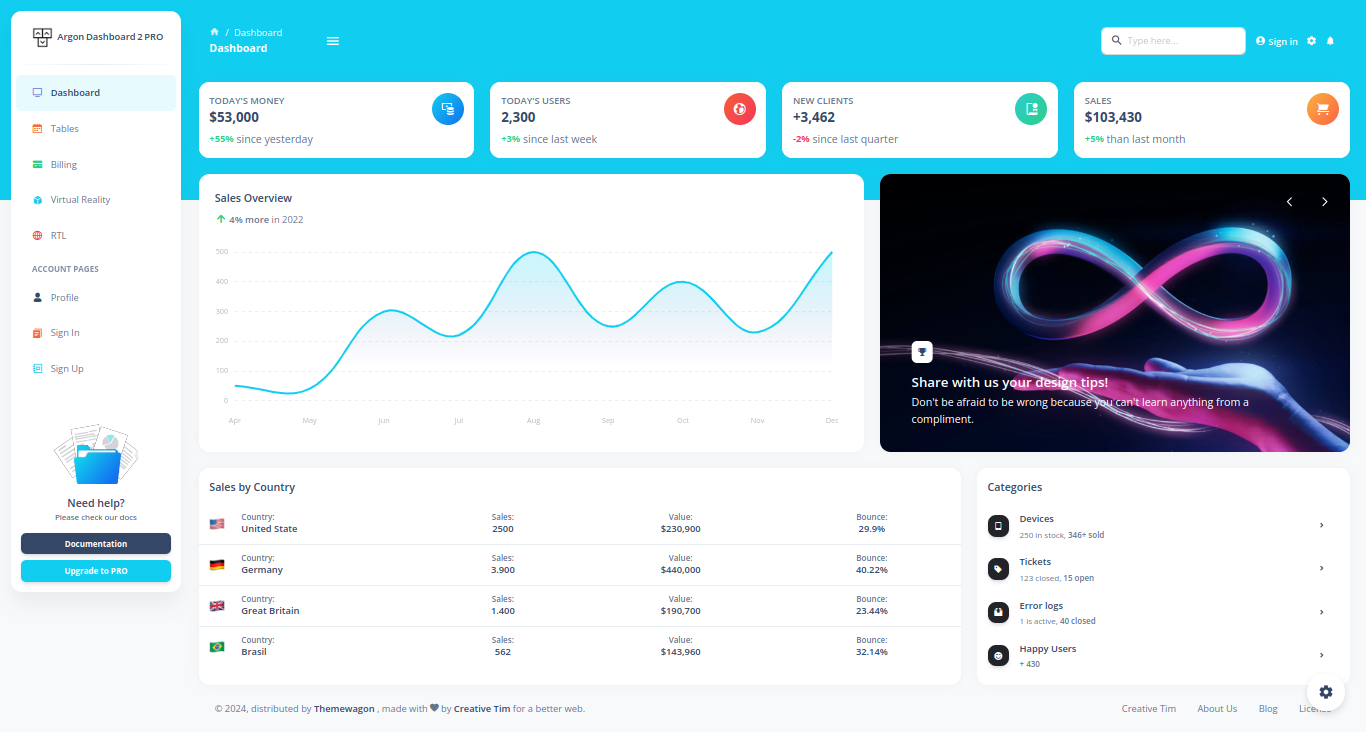 Argon Dashboard 2 PRO
Dashboard
Tables
Billing
Virtual Reality
RTL
ACCOUNT PAGES
Profile
Sign In
Sign Up
Need help?
Please check our docs
Documentation
Upgrade to PRO
/ Dashboard
Dashboard
Type here...
Sign in
TODAY'S MONEY
$53,000
+55% since yesterday
TODAY'S USERS
2,300
+3% since last week
NEW CLIENTS
+3,462
-2% since last quarter
SALES
$103,430
+5% than last month
Sales Overview
4% more in 2022
500
400
300
200
100
0
Apr May Jun Jul Aug Sep Oct Nov Dec
Share with us your design tips!
Don't be afraid to be wrong because you can't learn anything from a
compliment.
Sales by Country
Country: Sales: Value: Bounce:
United State 2500 $230,900 29.9%
Country: Sales: Value: Bounce:
Germany 3.900 $440,000 40.22%
Country: Sales: Value: Bounce:
Great Britain 1.400 $190,700 23.44%
Country: Sales: Value: Bounce:
Brasil 562 $143,960 32.14%
Categories
Devices
250 in stock, 346+ sold
Tickets
123 closed, 15 open
Error logs
1 is active, 40 closed
Happy Users
+ 430
© 2024, distributed by Themewagon , made with by Creative Tim for a better web.
Creative Tim About Us Blog